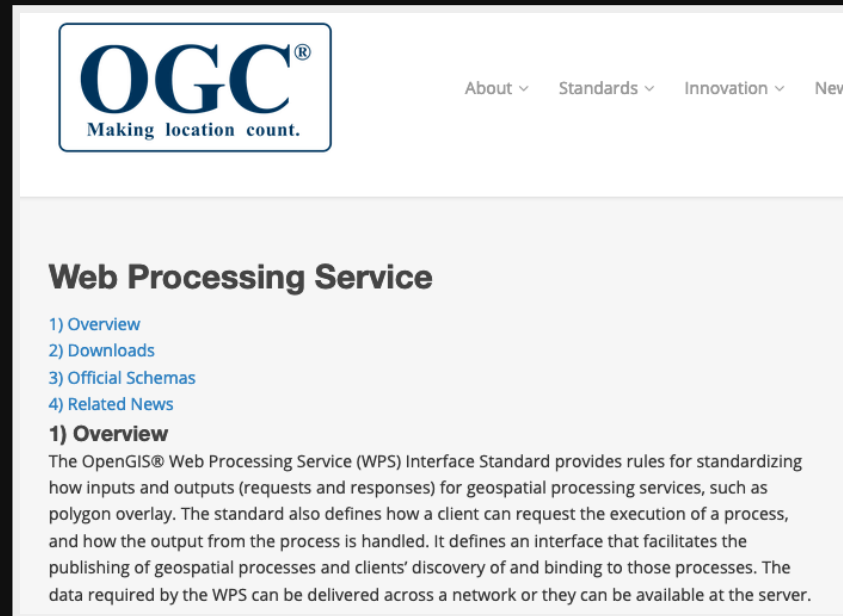 OGC®
Making location count.
About
Standards
Innovation
Web Processing Service
1) Overview
2) Downloads
3) Official Schemas
4) Related News
1) Overview
The OpenGIS® Web Processing Service (WPS) Interface Standard provides rules for standardizing
how inputs and outputs (requests and responses) for geospatial processing services, such as
polygon overlay. The standard also defines how a client can request the execution of a process,
and how the output from the process is handled. It defines an interface that facilitates the
publishing of geospatial processes and clients’ discovery of and binding to those processes. The
data required by the WPS can be delivered across a network or they can be available at the server.